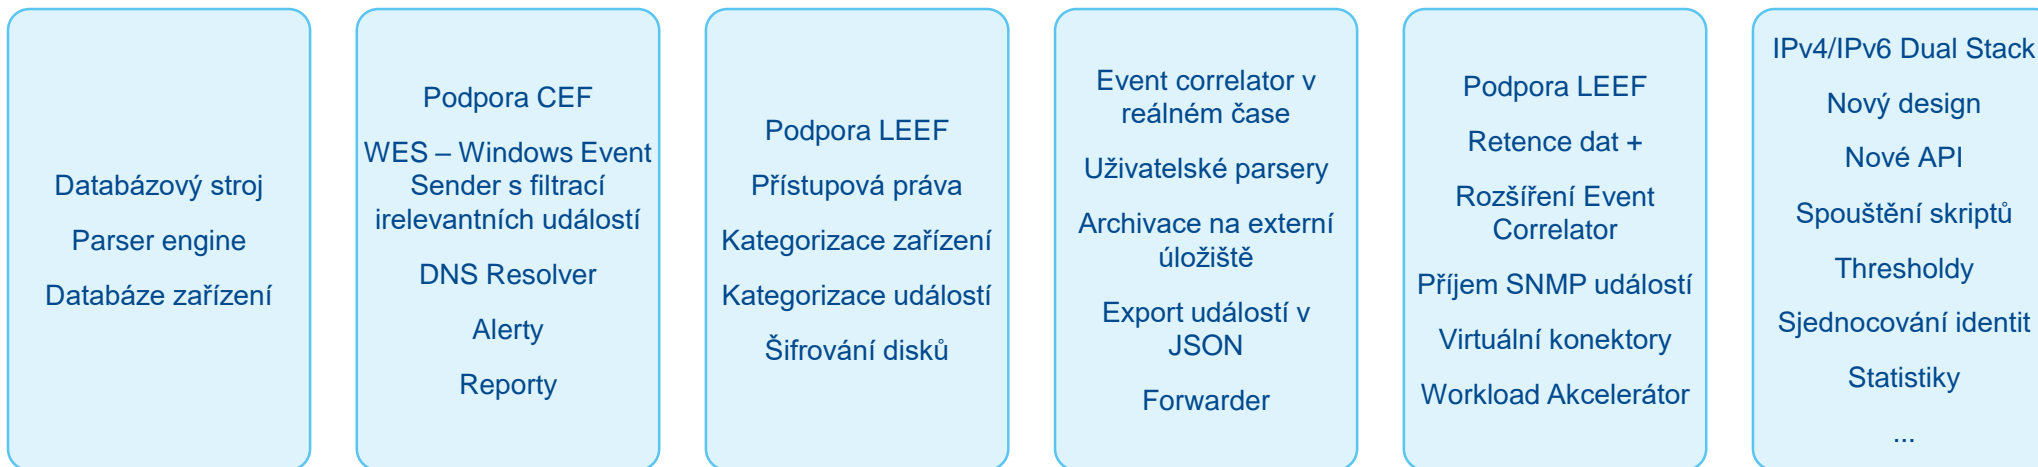 Databázový stroj
Parser engine
Databáze zařízení
Podpora CEF
WES – Windows Event
Sender s filtrací
irelevantních událostí
DNS Resolver
Alerty
Reporty
Podpora LEEF
Přístupová práva
Kategorizace zařízení
Kategorizace událostí
Šifrování disků
Event correlator v
reálném čase
Uživatelské parsery
Archivace na externí
úložiště
Export událostí v
JSON
Forwarder
Podpora LEEF
Retence dat +
Rozšíření Event
Correlator
Příjem SNMP událostí
Virtuální konektory
Workload Akcelerátor
IPv4/IPv6 Dual Stack
Nový design
Nové API
Spouštění skriptů
Thresholdy
Sjednocování identit
Statistiky
...